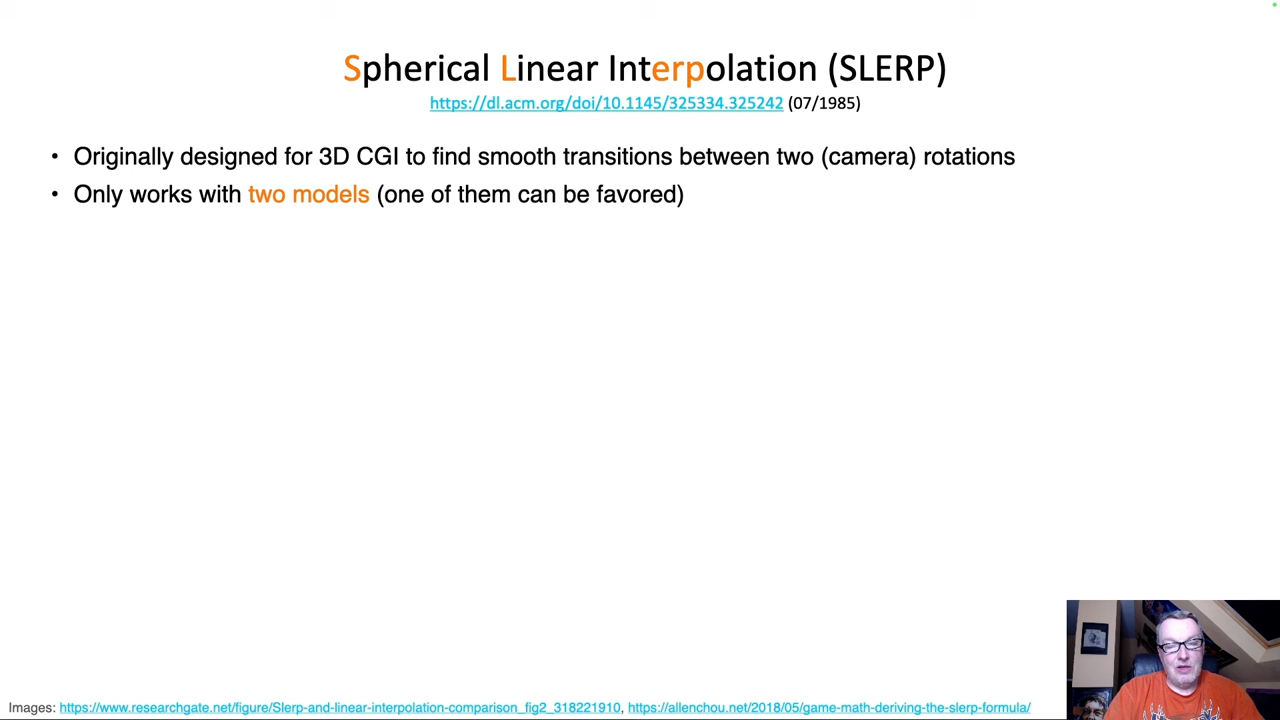 Spherical Linear Interpolation (SLERP)
https://dl.acm.org/doi/10.1145/325334.325242 (07/1985)
• Originally designed for 3D CGI to find smooth transitions between two (camera) rotations
• Only works with two models (one of them can be favored)
Images: https://www.researchgate.net/figure/Slerp-and-linear-interpolation-comparison_fig2_318221910, https://allenchou.net/2018/05/game-math-deriving-the-slerp-formula/